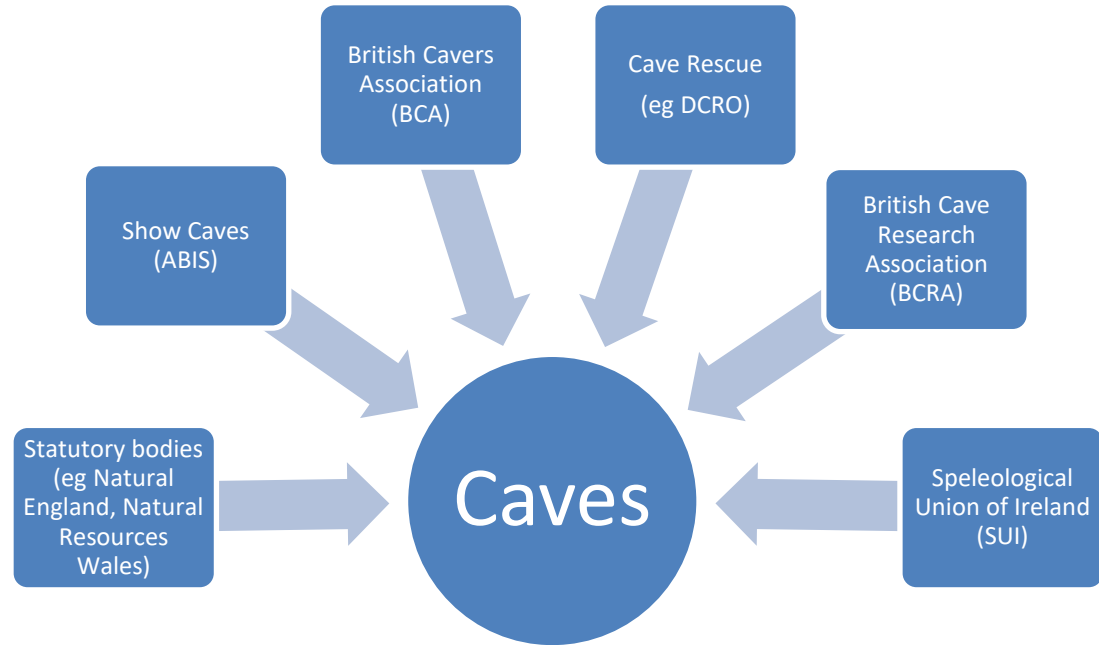 British Cavers
Association
(BCA)
Cave Rescue
(eg DCRO)
Show Caves
(ABIS)
British Cave
Research
Association
(BCRA)
Statutory bodies
(eg Natural
England, Natural
Resources
Wales)
Caves
Speleological
Union of Ireland
(SUI)